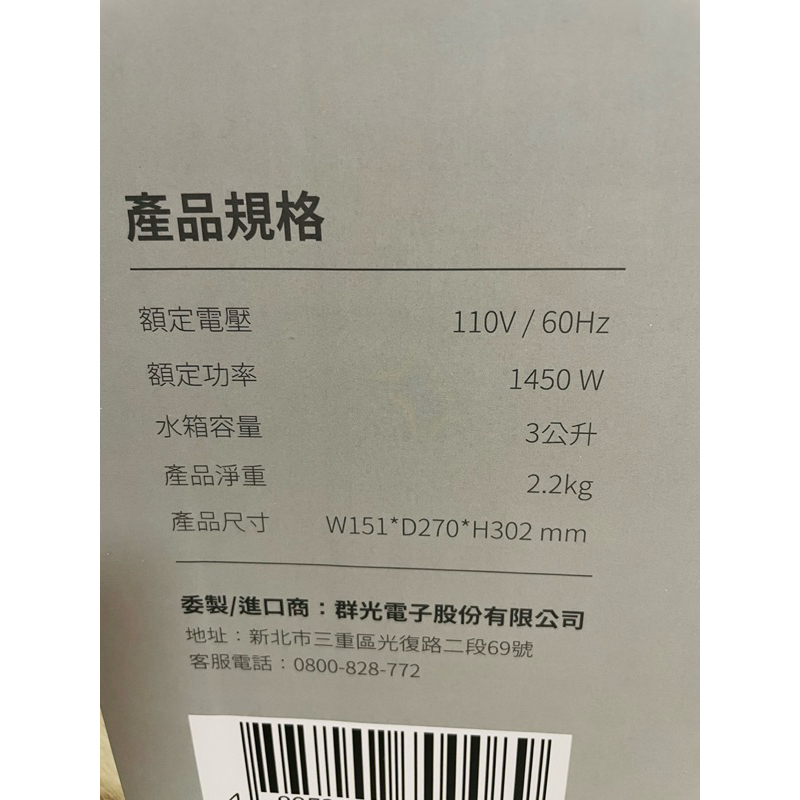 產品規格
額定電壓 110V / 60Hz
額定功率 1450 W
水箱容量 3公升
產品淨重 2.2kg
產品尺寸 W151*D270*H302 mm
委製/進口商：群光電子股份有限公司
地址：新北市三重區光復路二段69號
客服電話：0800-828-772